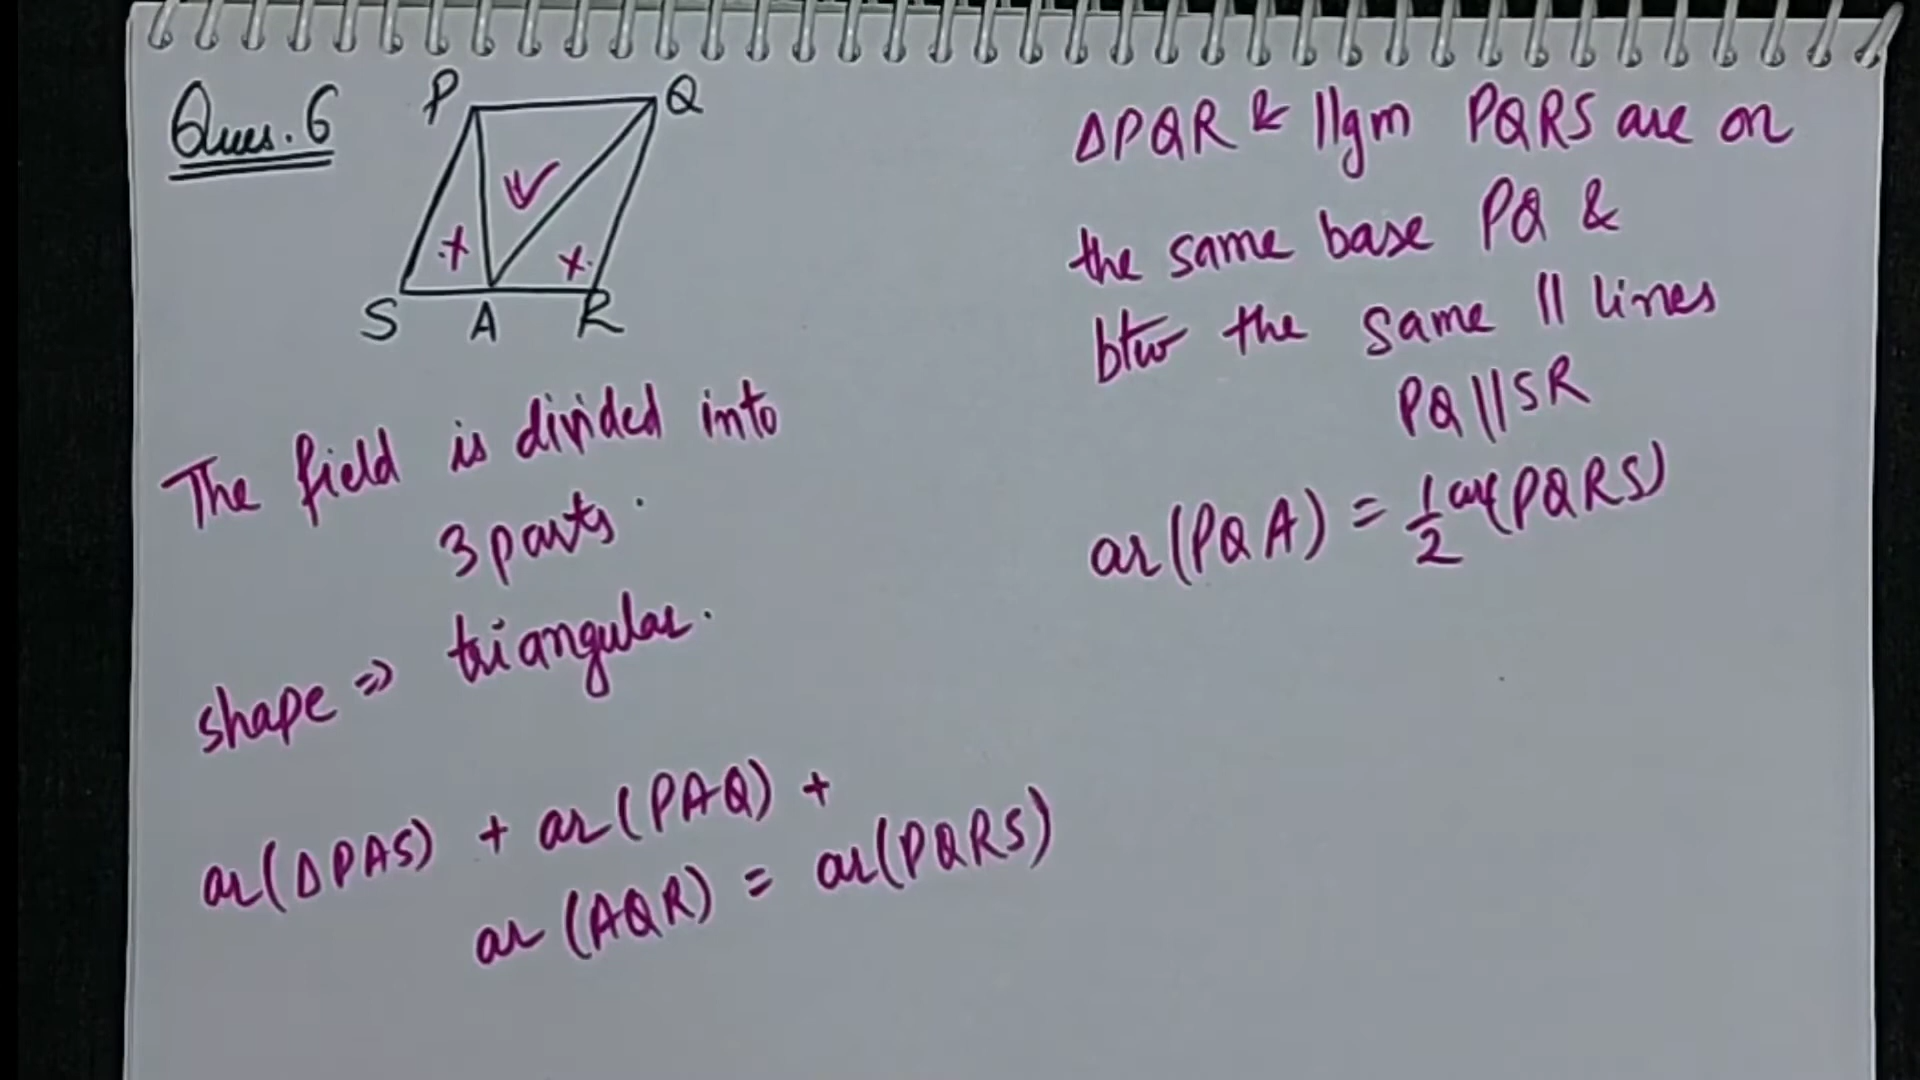 Ques. 6
P
Q
S
A
R
The field is divided into
3 parts.
shape ⇒ triangular.
ar(ΔPAS) + ar(PAQ) +
ar(AQR) = ar(PQRS)
ΔPQR & ||gm PQRS are on
the same base PQ &
btw the same || lines
PQ||SR
ar(PQA) = 1/2 ar(PQRS)